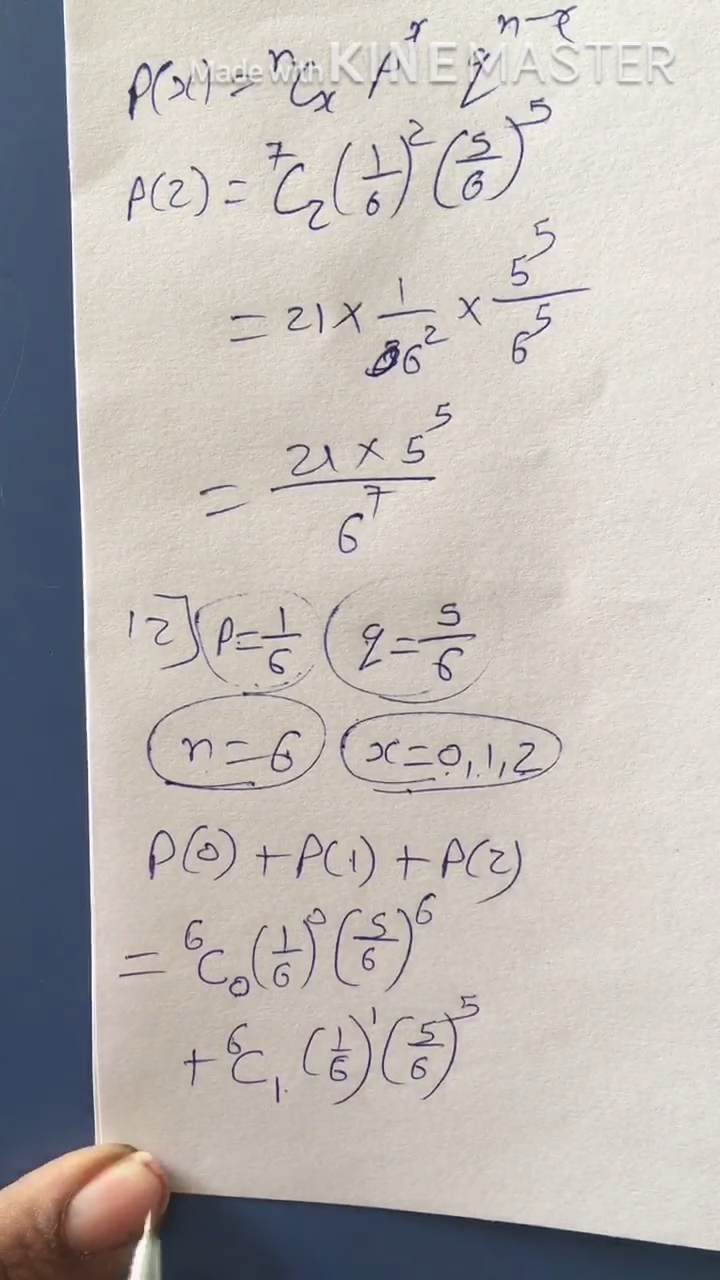 P(x) = ⁿCₓ pˣ qⁿ⁻ˣ
Made with KINEMASTER
P(2) = ⁷C₂ (1/6)² (5/6)⁵
= 21 × 1/6² × 5⁵/6⁵
= 21 × 5⁵ / 6⁷
12] P = 1/6 q = 5/6
n = 6 x = 0, 1, 2
P(0) + P(1) + P(2)
= ⁶C₀ (1/6)⁰ (5/6)⁶
+ ⁶C₁ (1/6)¹ (5/6)⁵